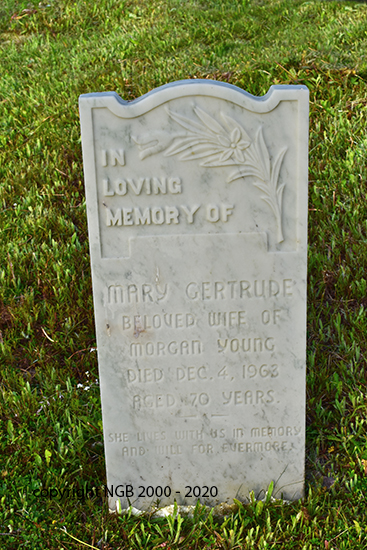 IN
LOVING
MEMORY OF
MARY GERTRUDE
BELOVED WIFE OF
MORGAN YOUNG
DIED DEC. 4, 1963
AGED 70 YEARS.
SHE LIVES WITH US IN MEMORY
AND WILL FOR EVERMORE.
copyright NGB 2000 - 2020